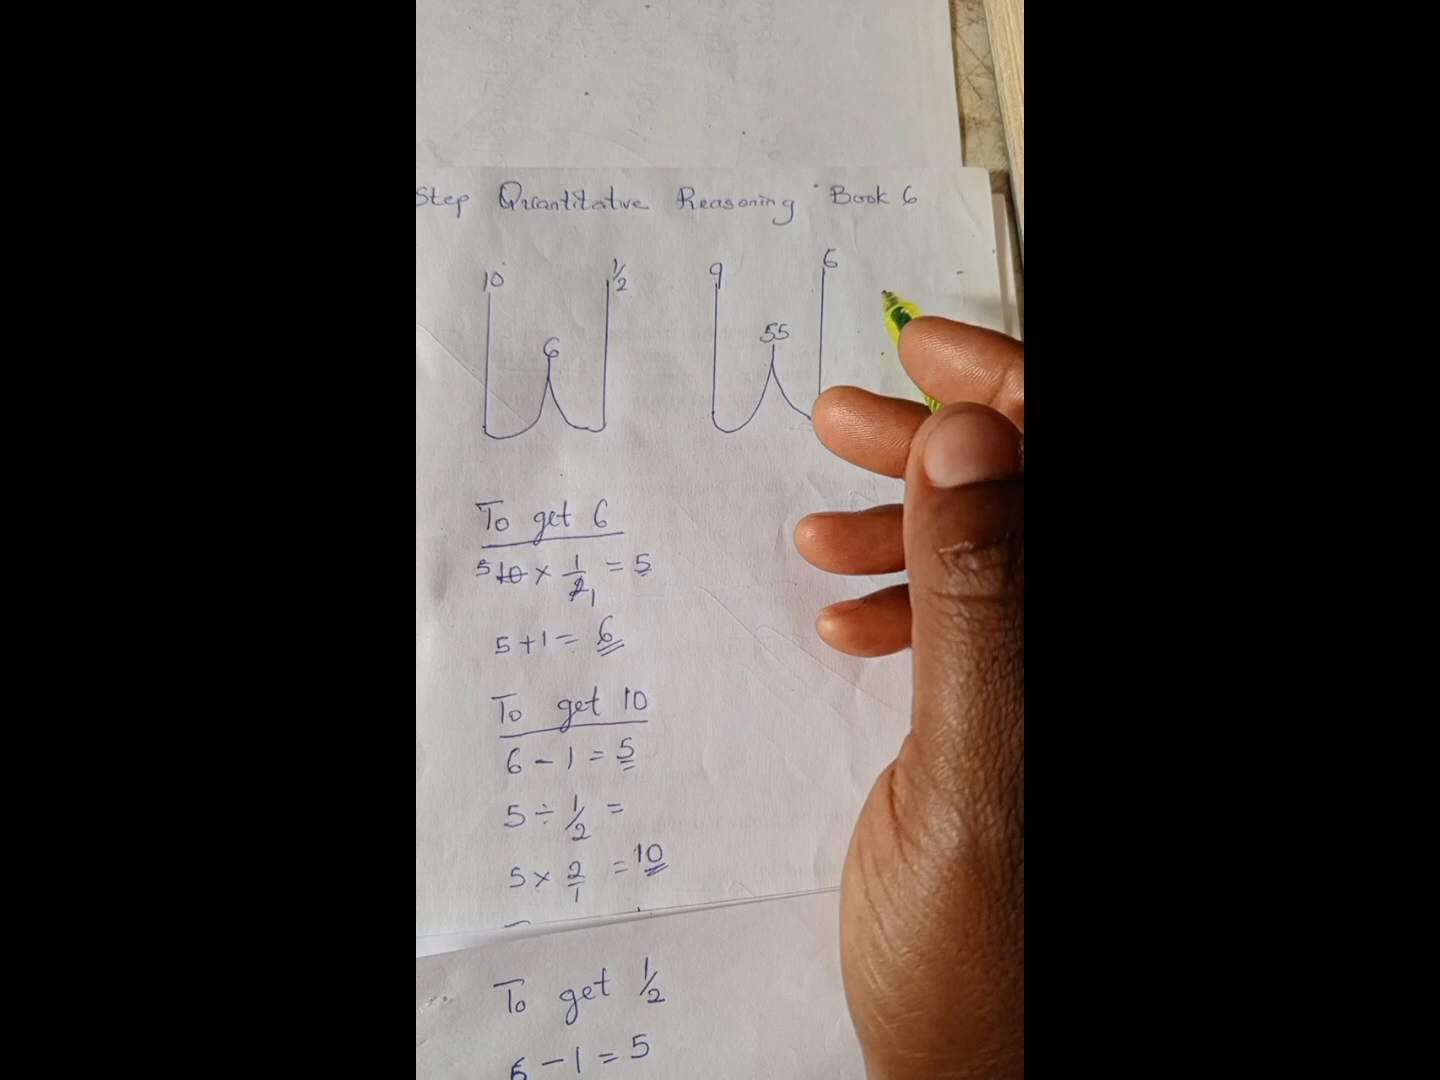 Step Quantitatve Reasoning Book 6
10 1/2 9 6
6 55
To get 6
5 10 × 1/2 1 = 5
5 + 1 = 6
To get 10
6 - 1 = 5
5 ÷ 1/2 =
5 × 2/1 = 10
To get 1/2
6 - 1 = 5